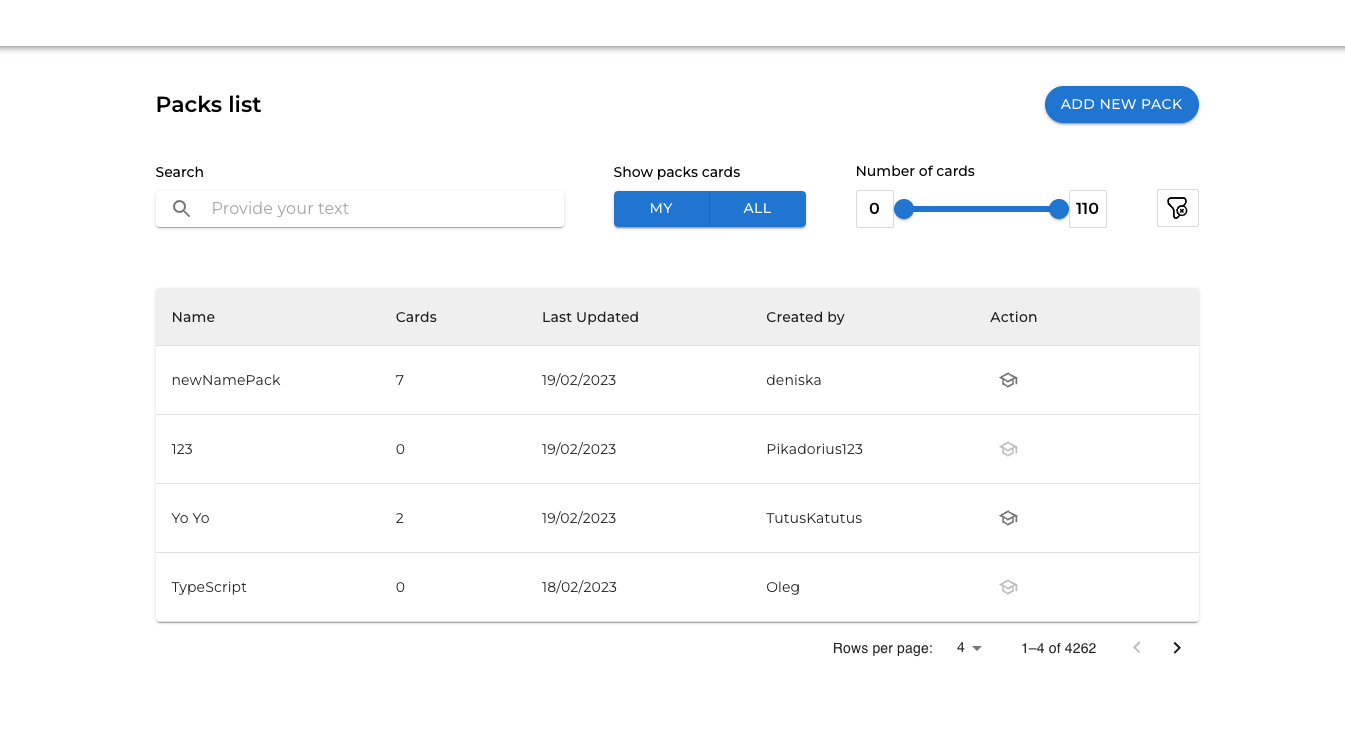 Packs list
ADD NEW PACK
Search
Show packs cards
Number of cards
Provide your text
MY
ALL
0
110
Name Cards Last Updated Created by Action
newNamePack 7 19/02/2023 deniska
123 0 19/02/2023 Pikadorius123
Yo Yo 2 19/02/2023 TutusKatutus
TypeScript 0 18/02/2023 Oleg
Rows per page: 4 1–4 of 4262